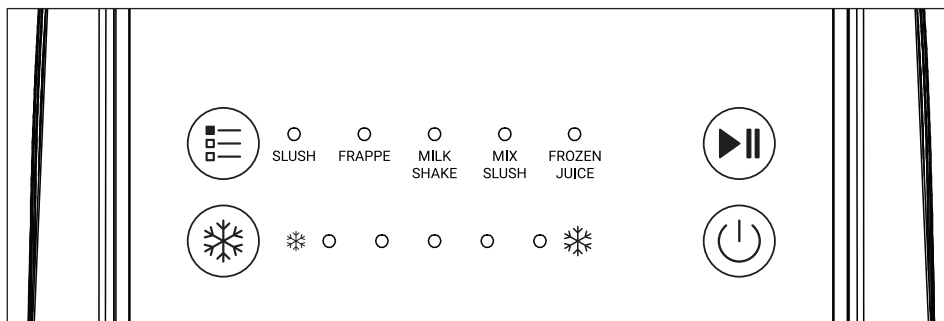 SLUSH
FRAPPE
MILK
SHAKE
MIX
SLUSH
FROZEN
JUICE